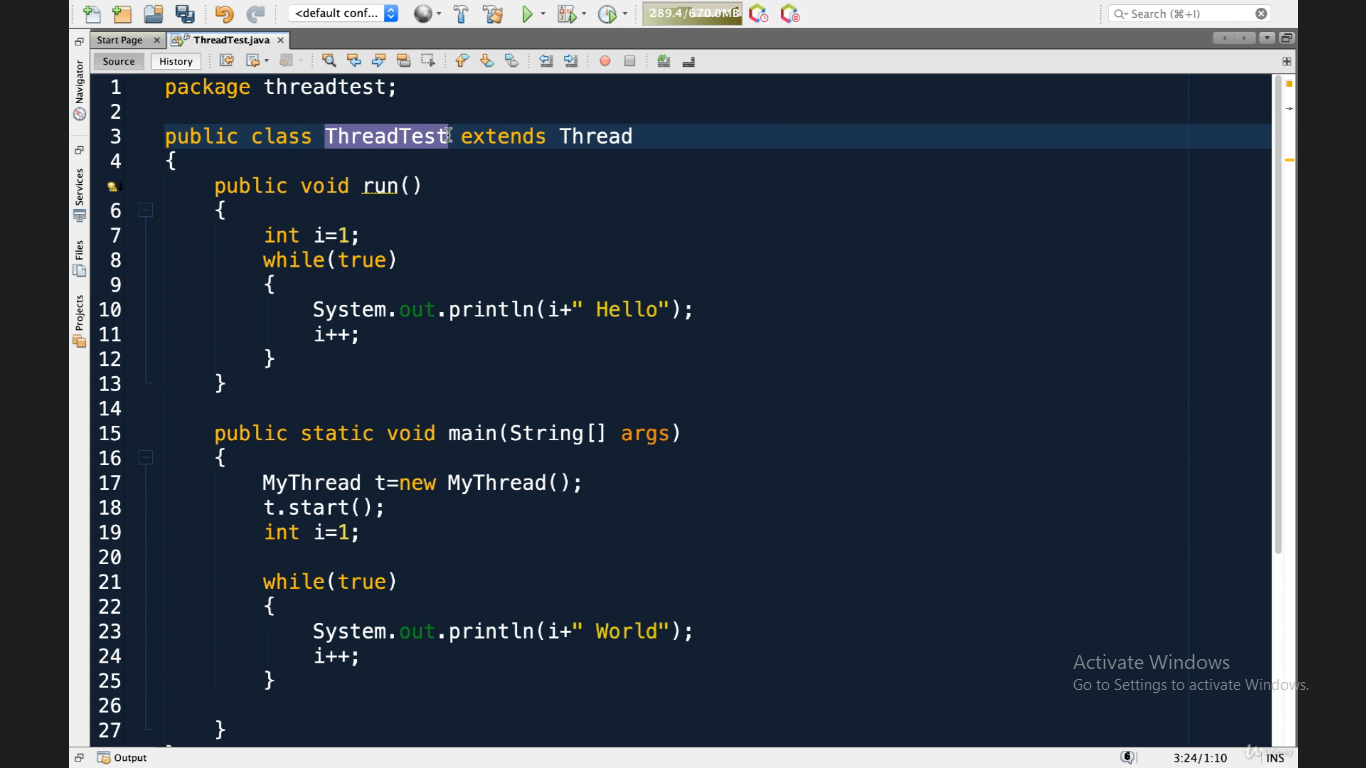 <default conf...
289.4/670.0MB
Search (⌘+I)
Start Page
ThreadTest.java
Source
History
Navigator
Services
Files
Projects
1 package threadtest;
2
3 public class ThreadTest extends Thread
4 {
public void run()
6 {
7 int i=1;
8 while(true)
9 {
10 System.out.println(i+" Hello");
11 i++;
12 }
13 }
14
15 public static void main(String[] args)
16 {
17 MyThread t=new MyThread();
18 t.start();
19 int i=1;
20
21 while(true)
22 {
23 System.out.println(i+" World");
24 i++;
25 }
26
27 }
Activate Windows
Go to Settings to activate Windows.
Output
6
3:24/1:10
INS